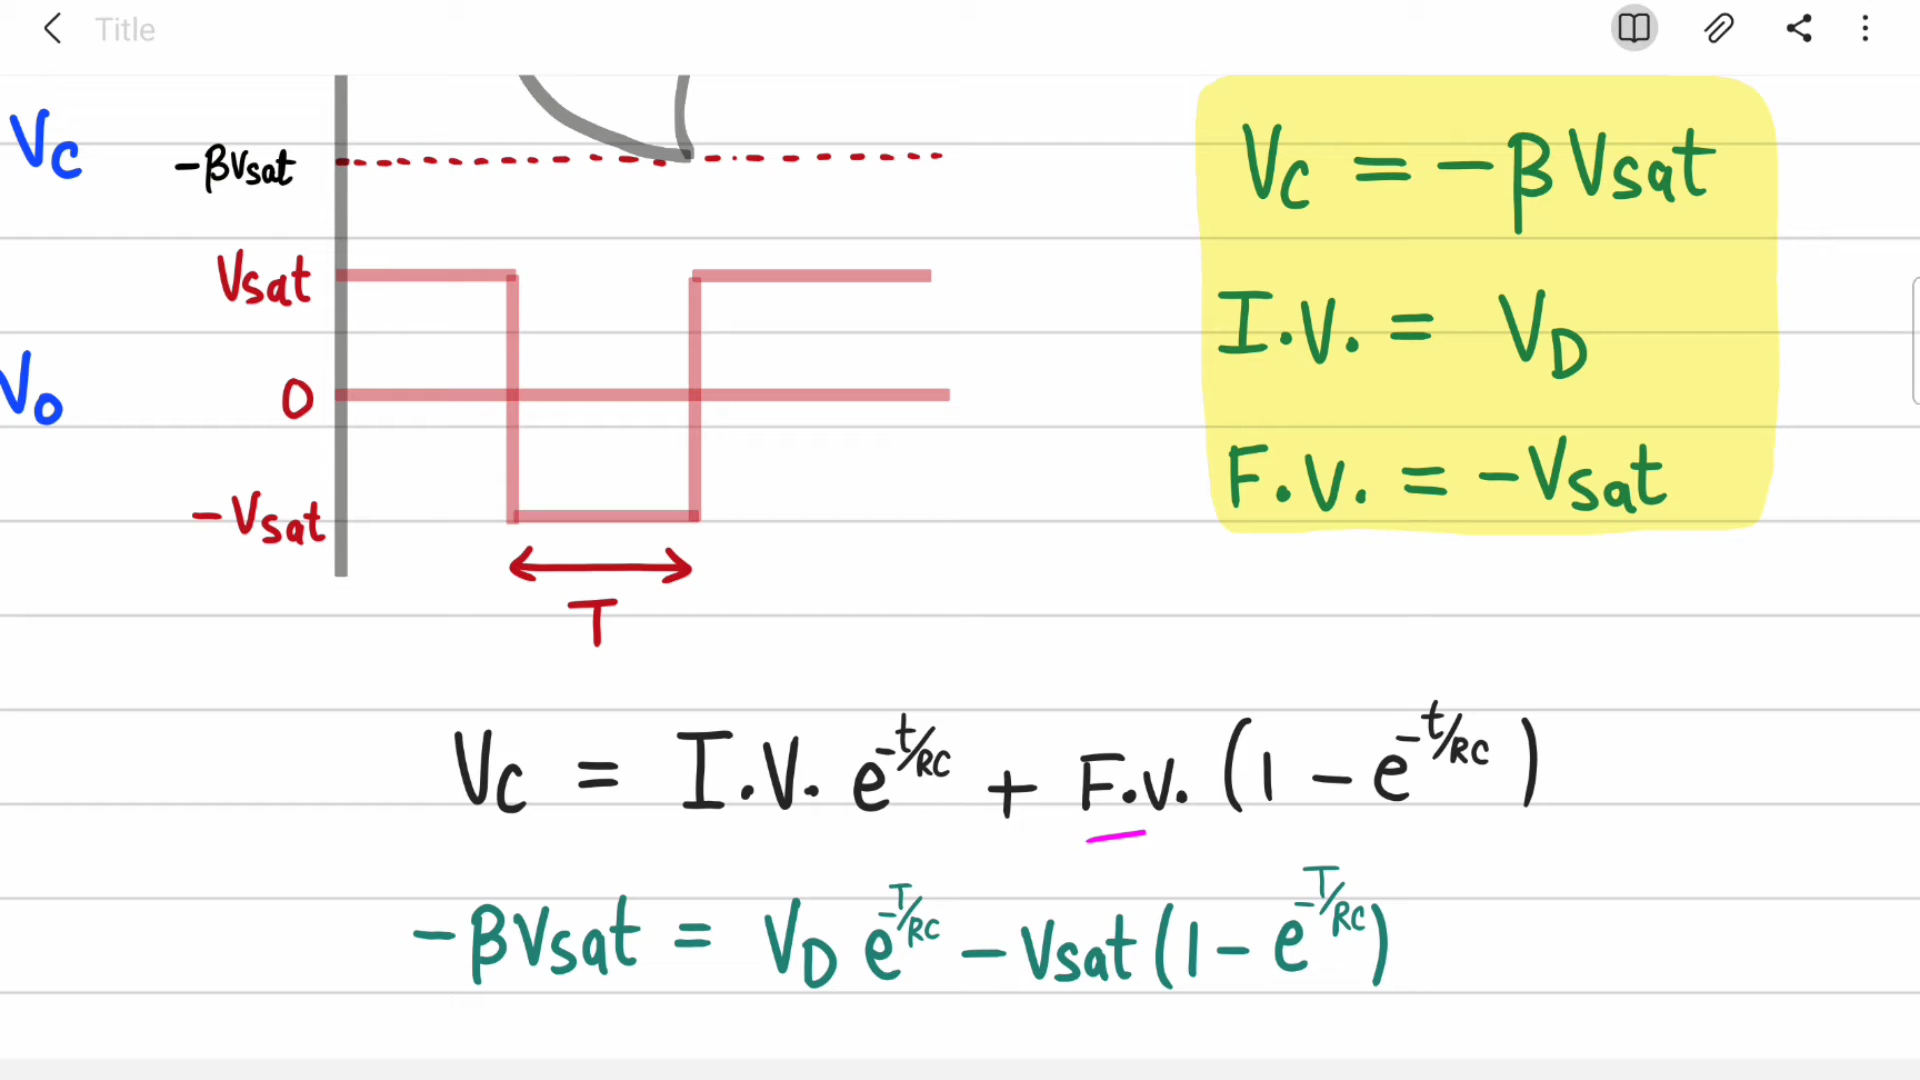 Title
Vc
-βVsat
Vsat
Vo
0
-Vsat
T
Vc = -βVsat
I.V. = VD
F.V. = -Vsat
Vc = I.V. e^-t/RC + F.V. (1 - e^-t/RC)
-βVsat = VD e^-T/RC - Vsat (1 - e^-T/RC)